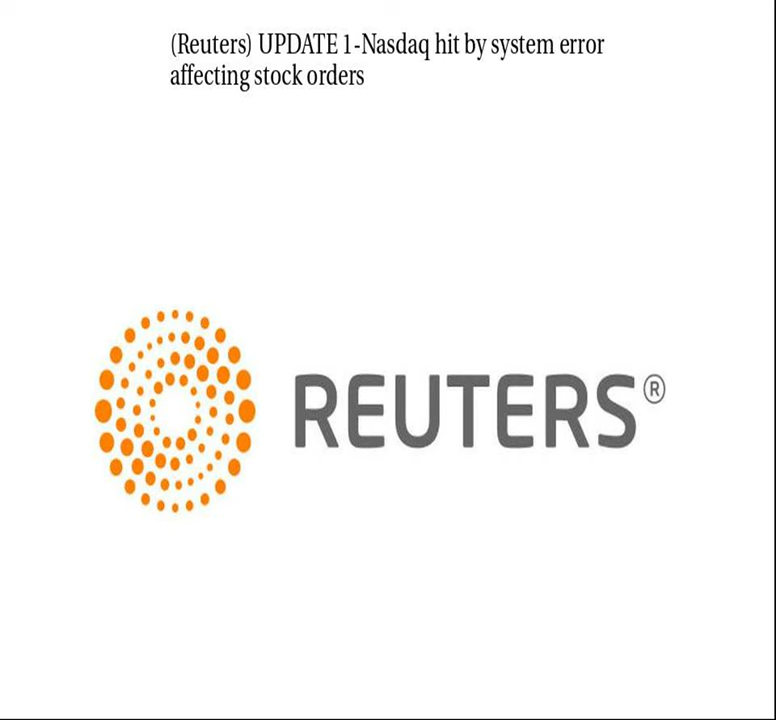 (Reuters) UPDATE 1-Nasdaq hit by system error
affecting stock orders
REUTERS®